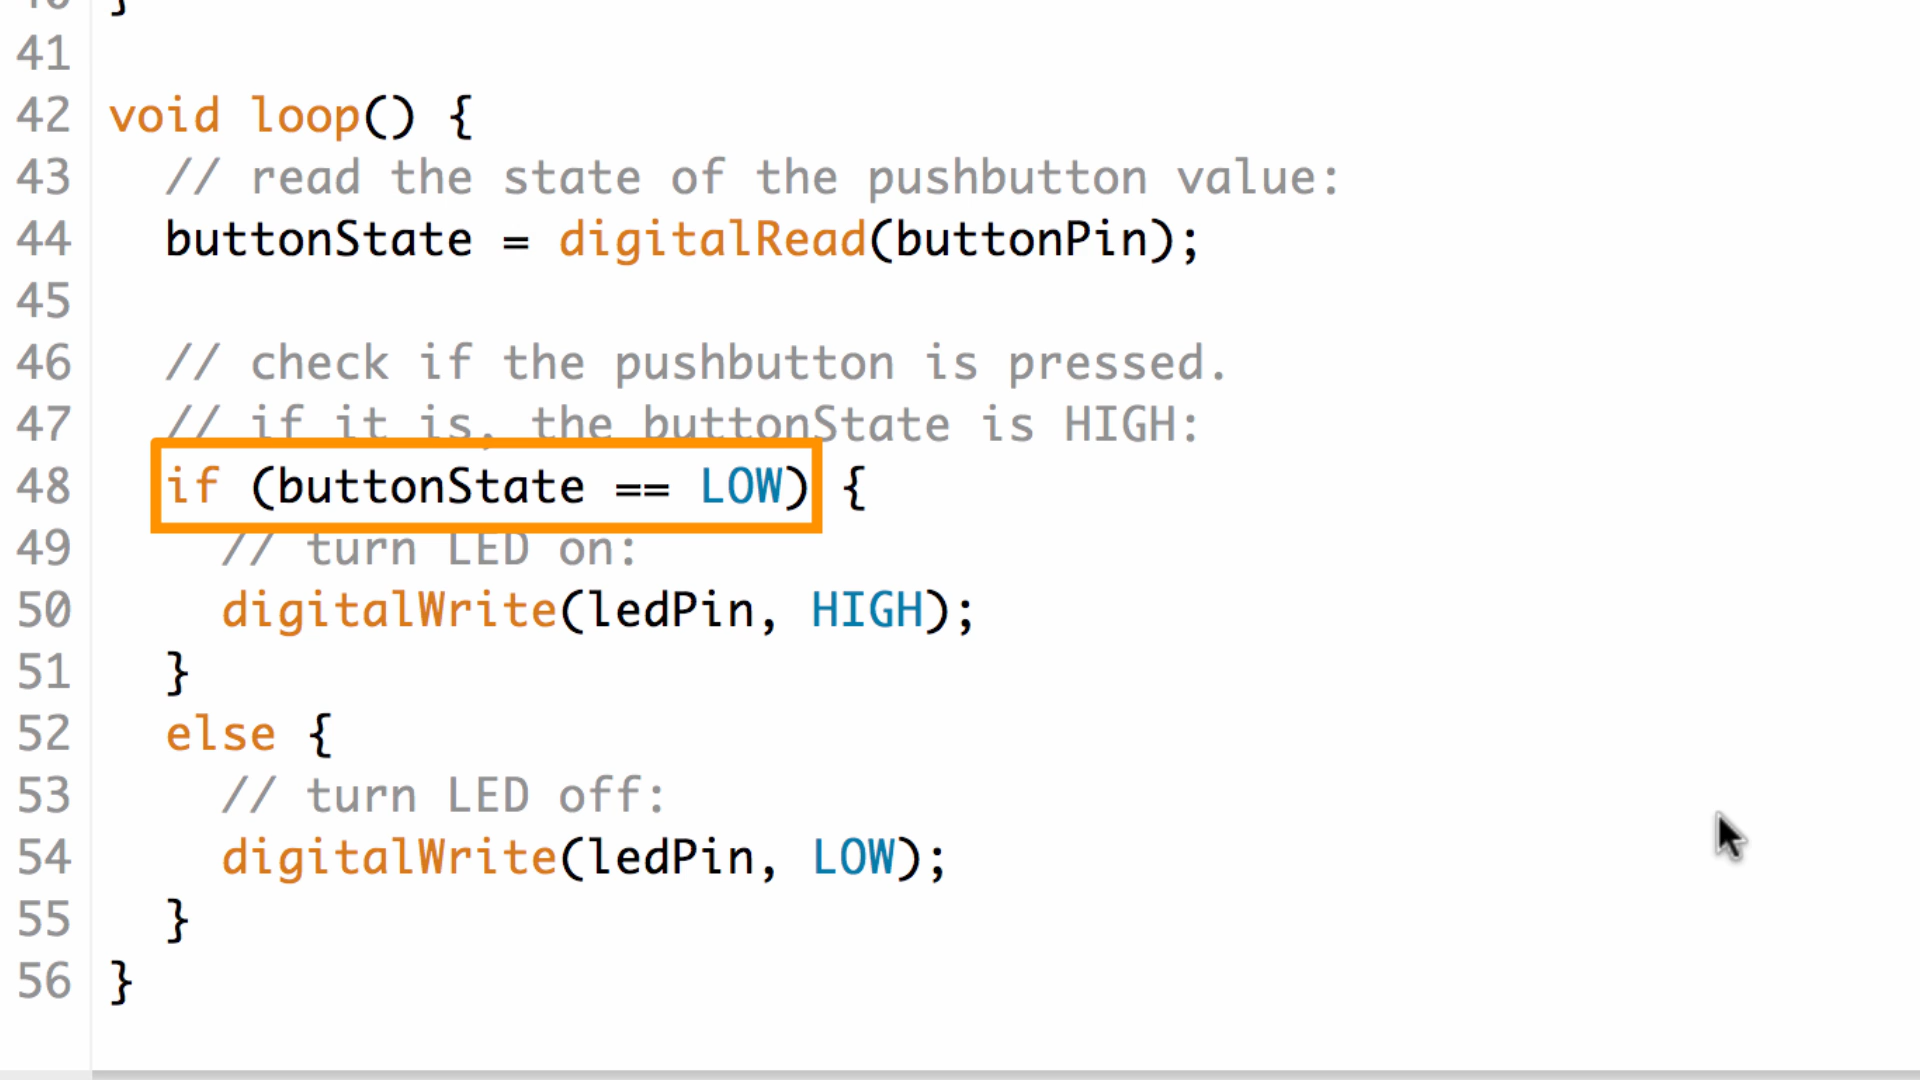 41
42 void loop() {
43 // read the state of the pushbutton value:
44 buttonState = digitalRead(buttonPin);
45
46 // check if the pushbutton is pressed.
47 // if it is, the buttonState is HIGH:
48 if (buttonState == LOW) {
49 // turn LED on:
50 digitalWrite(ledPin, HIGH);
51 }
52 else {
53 // turn LED off:
54 digitalWrite(ledPin, LOW);
55 }
56 }